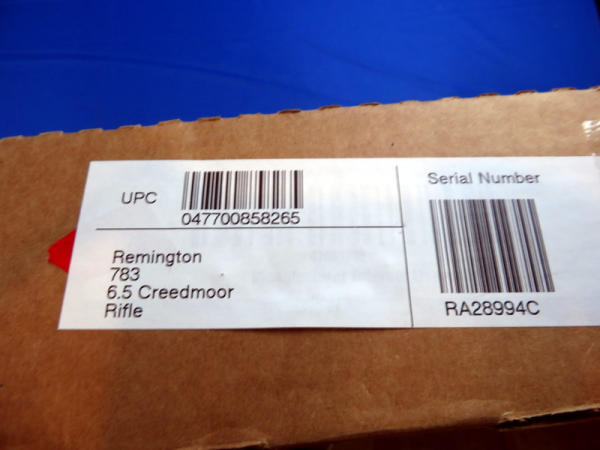 UPC
047700858265
Remington
783
6.5 Creedmoor
Rifle
Serial Number
RA28994C